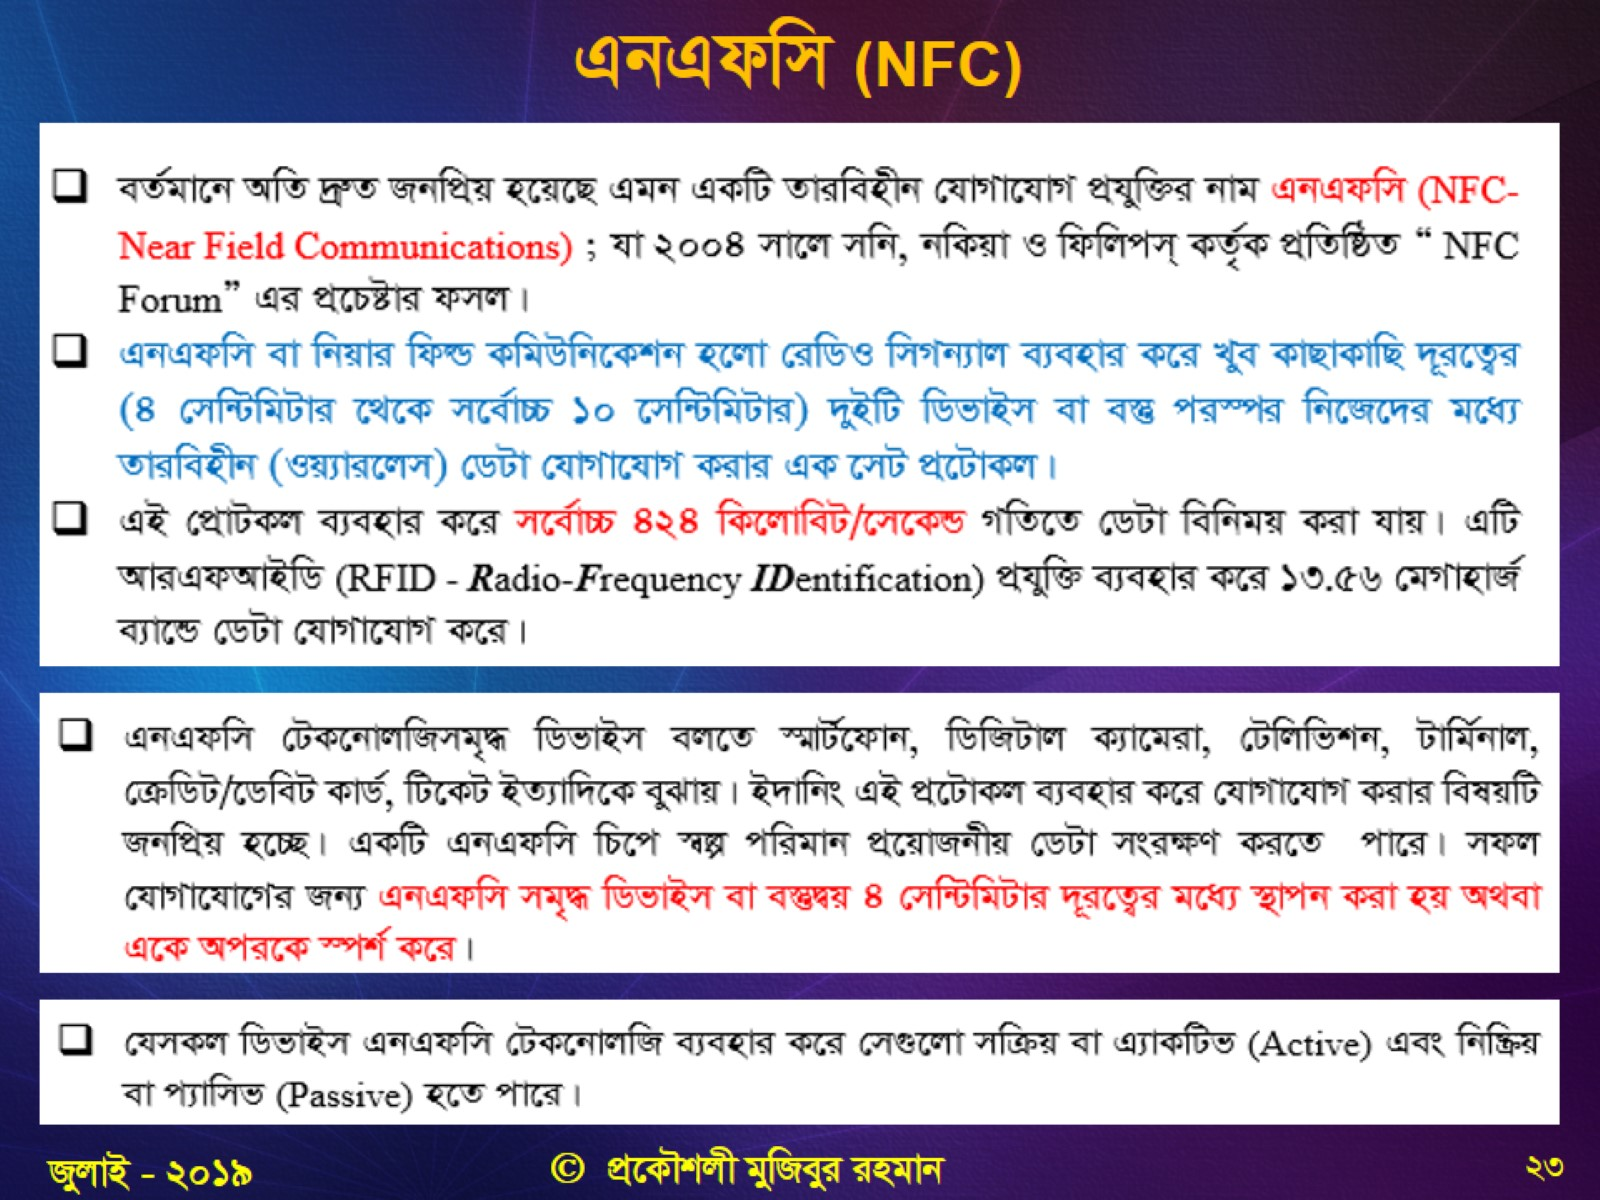 এনএফসি (NFC)
❑ বর্তমানে অতি দ্রুত জনপ্রিয় হয়েছে এমন একটি তারবিহীন যোগাযোগ প্রযুক্তির নাম এনএফসি (NFC-
Near Field Communications) ; যা ২০০৪ সালে সনি, নকিয়া ও ফিলিপস্ কর্তৃক প্রতিষ্ঠিত “ NFC
Forum” এর প্রচেষ্টার ফসল।
❑ এনএফসি বা নিয়ার ফিল্ড কমিউনিকেশন হলো রেডিও সিগন্যাল ব্যবহার করে খুব কাছাকাছি দূরত্বের
(৪ সেন্টিমিটার থেকে সর্বোচ্চ ১০ সেন্টিমিটার) দুইটি ডিভাইস বা বস্তু পরস্পর নিজেদের মধ্যে
তারবিহীন (ওয়্যারলেস) ডেটা যোগাযোগ করার এক সেট প্রটোকল।
❑ এই প্রোটকল ব্যবহার করে সর্বোচ্চ ৪২৪ কিলোবিট/সেকেন্ড গতিতে ডেটা বিনিময় করা যায়। এটি
আরএফআইডি (RFID - Radio-Frequency IDentification) প্রযুক্তি ব্যবহার করে ১৩.৫৬ মেগাহার্জ
ব্যান্ডে ডেটা যোগাযোগ করে।
❑ এনএফসি টেকনোলজিসমৃদ্ধ ডিভাইস বলতে স্মার্টফোন, ডিজিটাল ক্যামেরা, টেলিভিশন, টার্মিনাল,
ক্রেডিট/ডেবিট কার্ড, টিকেট ইত্যাদিকে বুঝায়। ইদানিং এই প্রটোকল ব্যবহার করে যোগাযোগ করার বিষয়টি
জনপ্রিয় হচ্ছে। একটি এনএফসি চিপে স্বল্প পরিমান প্রয়োজনীয় ডেটা সংরক্ষণ করতে পারে। সফল
যোগাযোগের জন্য এনএফসি সমৃদ্ধ ডিভাইস বা বস্তুদ্বয় ৪ সেন্টিমিটার দূরত্বের মধ্যে স্থাপন করা হয় অথবা
একে অপরকে স্পর্শ করে।
❑ যেসকল ডিভাইস এনএফসি টেকনোলজি ব্যবহার করে সেগুলো সক্রিয় বা এ্যাকটিভ (Active) এবং নিষ্ক্রিয়
বা প্যাসিভ (Passive) হতে পারে।
জুলাই - ২০১৯ © প্রকৌশলী মুজিবুর রহমান ২৩